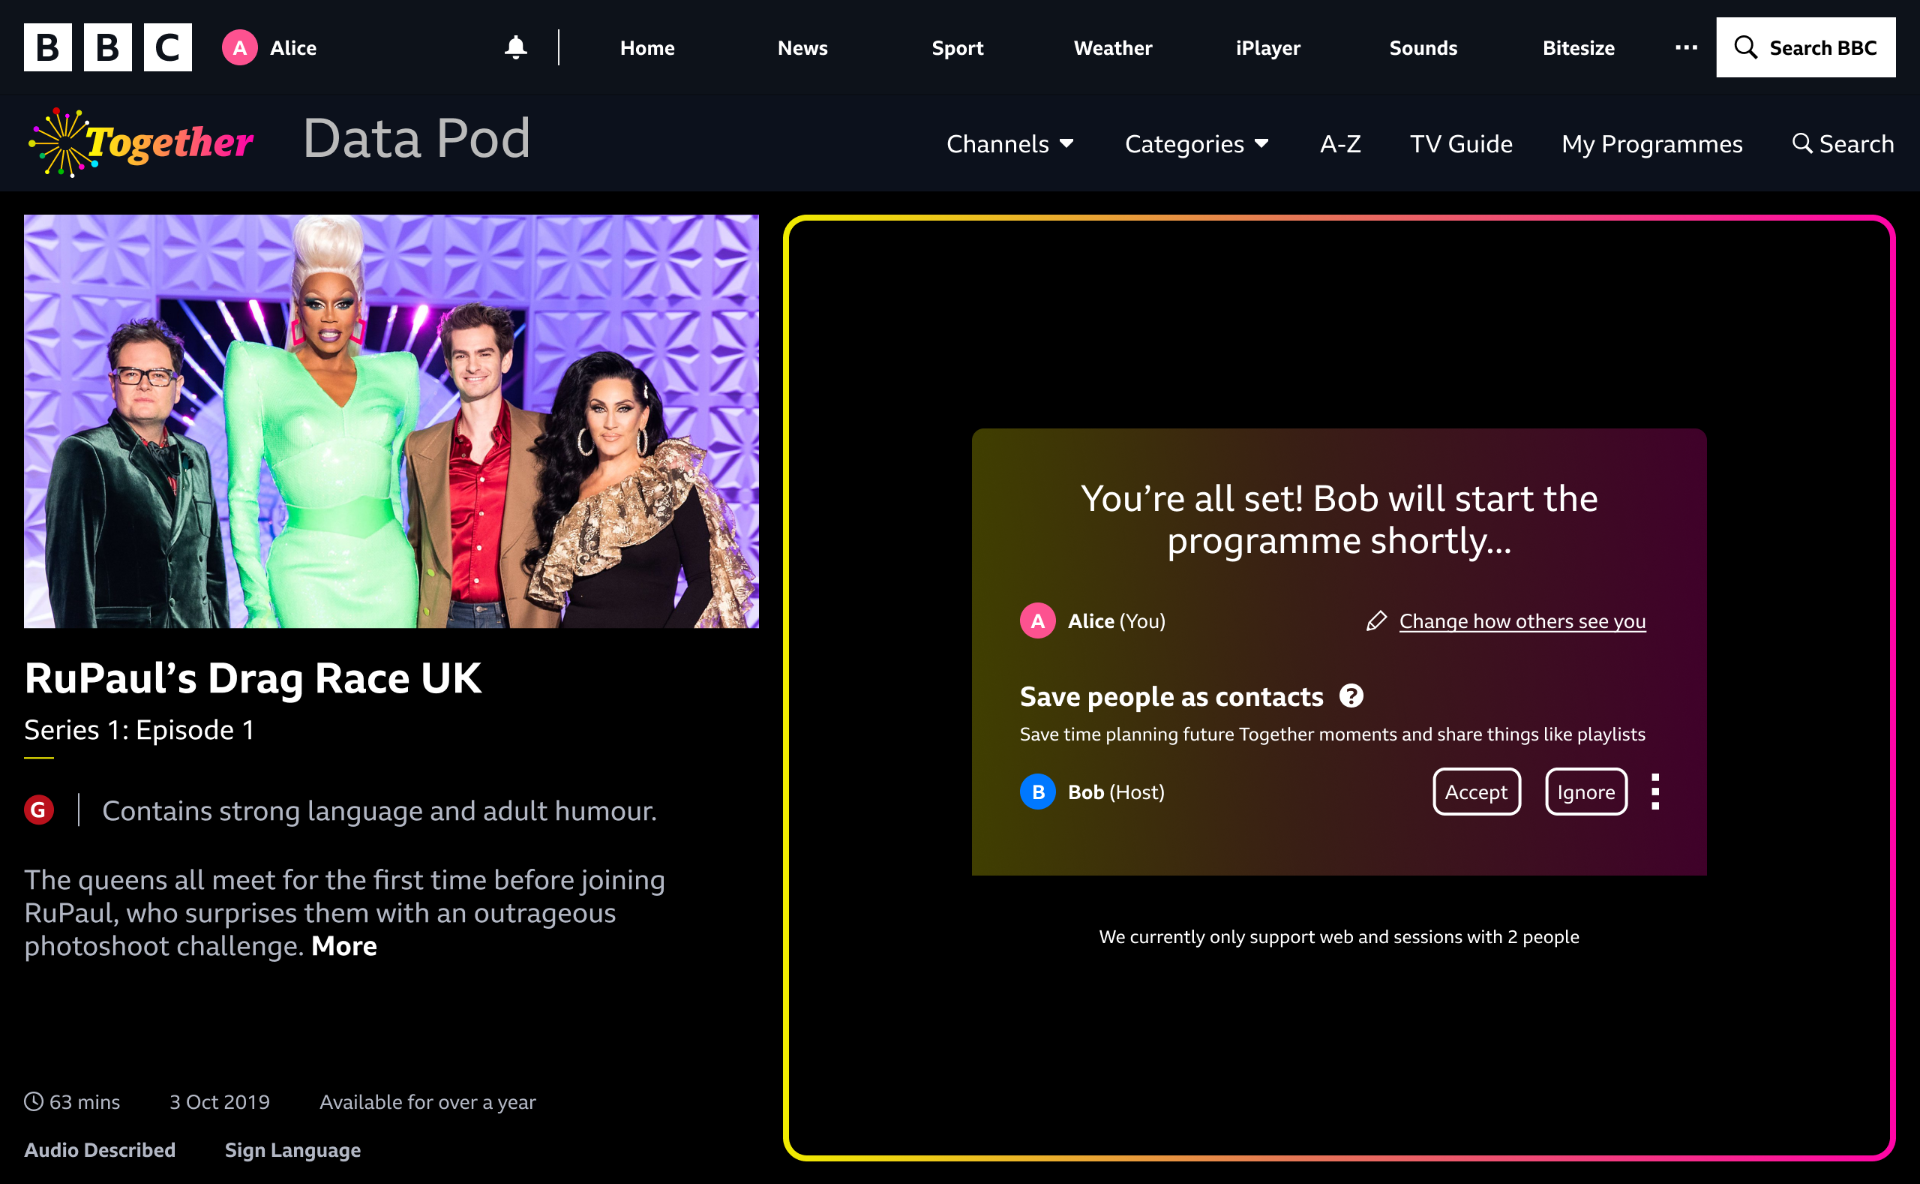 BBC
A Alice
Home
News
Sport
Weather
iPlayer
Sounds
Bitesize
Search BBC
Together
Data Pod
Channels
Categories
A-Z
TV Guide
My Programmes
Search
RuPaul’s Drag Race UK
Series 1: Episode 1
G Contains strong language and adult humour.
The queens all meet for the first time before joining
RuPaul, who surprises them with an outrageous
photoshoot challenge. More
63 mins
3 Oct 2019
Available for over a year
Audio Described
Sign Language
You’re all set! Bob will start the
programme shortly...
A Alice (You)
Change how others see you
Save people as contacts ?
Save time planning future Together moments and share things like playlists
B Bob (Host)
Accept
Ignore
We currently only support web and sessions with 2 people